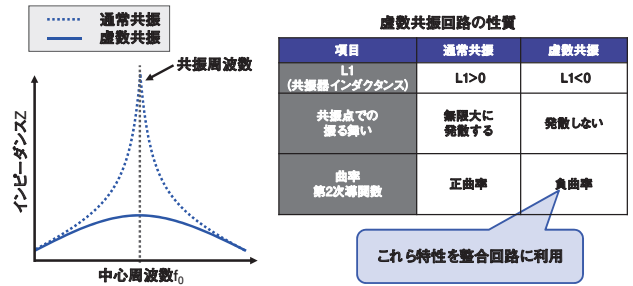 通常共振
虚数共振
共振周波数
インピーダンスZ
中心周波数f₀
虚数共振回路の性質
項目 通常共振 虚数共振
L1
(共振器インダクタンス)
L1>0 L1<0
共振点での
振る舞い
無限大に
発散する
発散しない
曲率
第2次導関数
正曲率 負曲率
これら特性を整合回路に利用